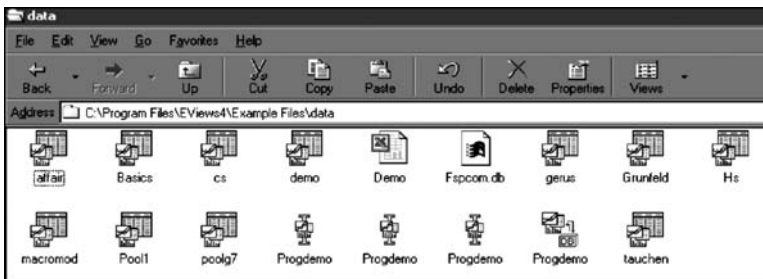 data
File Edit View Go Favorites Help
Back Forward Up Cut Copy Paste Undo Delete Properties Views
Address C:\Program Files\EViews4\Example Files\data
affair Basics cs demo Demo Fspcom.db gerus Grunfeld Hs
macromod Pool1 poolg7 Progdemo Progdemo Progdemo Progdemo tauchen